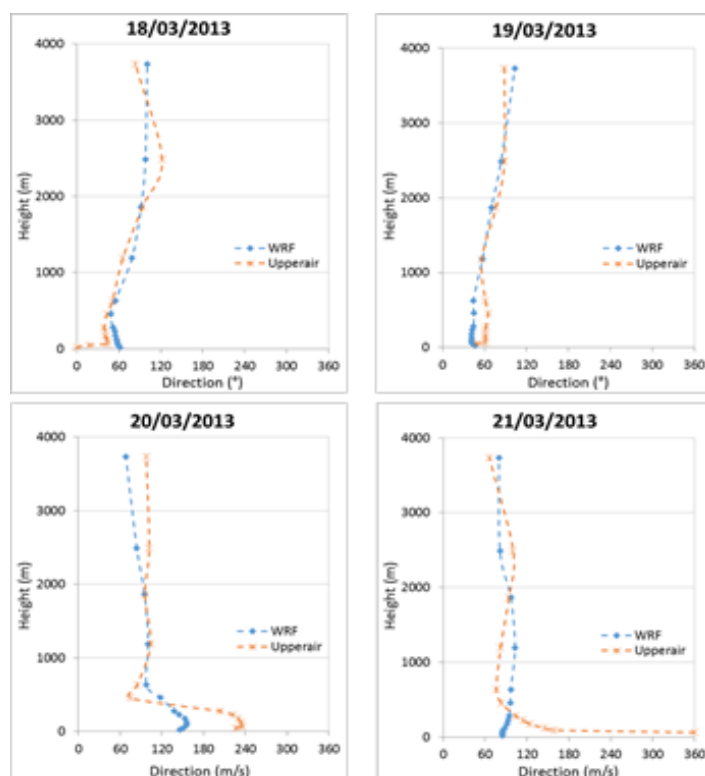 18/03/2013
4000
3000
2000
1000
0
Height (m)
WRF
Upperair
0 60 120 180 240 300 360
Direction (°)
19/03/2013
4000
3000
2000
1000
0
Height (m)
WRF
Upperair
0 60 120 180 240 300 360
Direction (°)
20/03/2013
4000
3000
2000
1000
0
Height (m)
WRF
Upperair
0 60 120 180 240 300 360
Direction (m/s)
21/03/2013
4000
3000
2000
1000
0
Height (m)
WRF
Upperair
0 60 120 180 240 300 360
Direction (m/s)